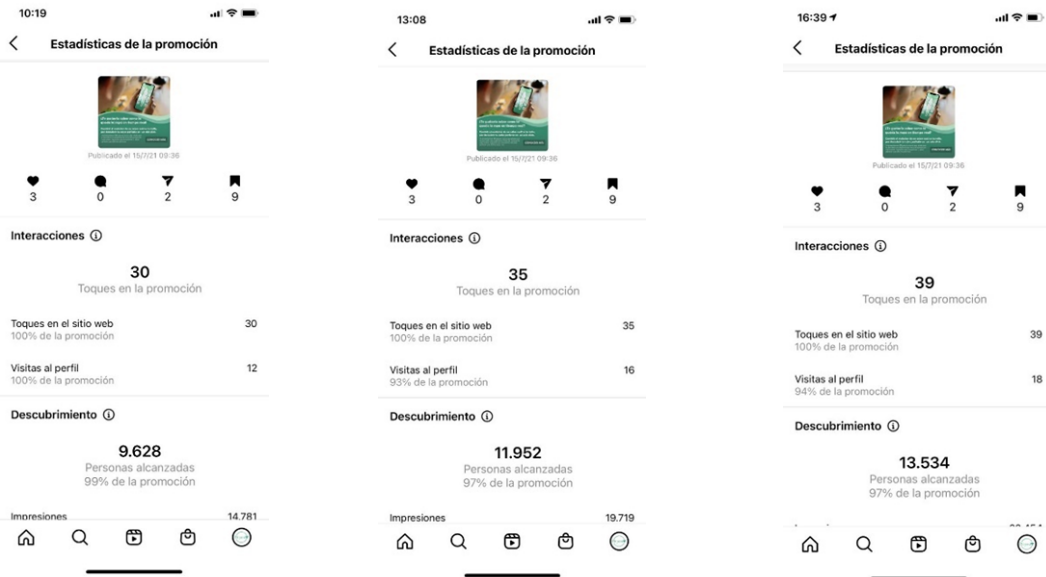 10:19
Estadísticas de la promoción
Publicado el 15/7/21 09:36
3 0 2 9
Interacciones
30
Toques en la promoción
Toques en el sitio web 30
100% de la promoción
Visitas al perfil 12
100% de la promoción
Descubrimiento
9.628
Personas alcanzadas
99% de la promoción
Impresiones 14.781
13:08
Estadísticas de la promoción
Publicado el 15/7/21 09:36
3 0 2 9
Interacciones
35
Toques en la promoción
Toques en el sitio web 35
100% de la promoción
Visitas al perfil 16
93% de la promoción
Descubrimiento
11.952
Personas alcanzadas
97% de la promoción
Impresiones 19.719
16:39
Estadísticas de la promoción
Publicado el 15/7/21 09:36
3 0 2 9
Interacciones
39
Toques en la promoción
Toques en el sitio web 39
100% de la promoción
Visitas al perfil 18
94% de la promoción
Descubrimiento
13.534
Personas alcanzadas
97% de la promoción